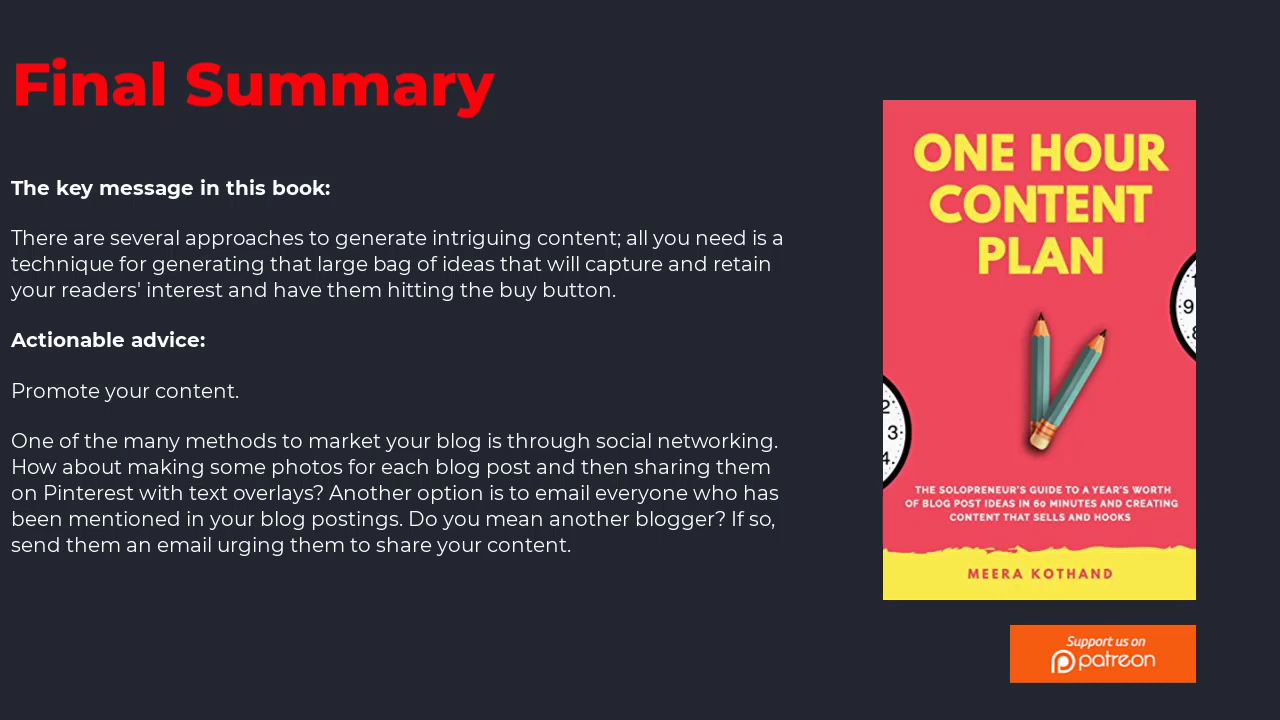 Final Summary
The key message in this book:
There are several approaches to generate intriguing content; all you need is a
technique for generating that large bag of ideas that will capture and retain
your readers' interest and have them hitting the buy button.
Actionable advice:
Promote your content.
One of the many methods to market your blog is through social networking.
How about making some photos for each blog post and then sharing them
on Pinterest with text overlays? Another option is to email everyone who has
been mentioned in your blog postings. Do you mean another blogger? If so,
send them an email urging them to share your content.
ONE HOUR
CONTENT
PLAN
9
2
3
4
THE SOLOPRENEUR'S GUIDE TO A YEAR'S WORTH
OF BLOG POST IDEAS IN 60 MINUTES AND CREATING
CONTENT THAT SELLS AND HOOKS
MEERA KOTHAND
Support us on
patreon